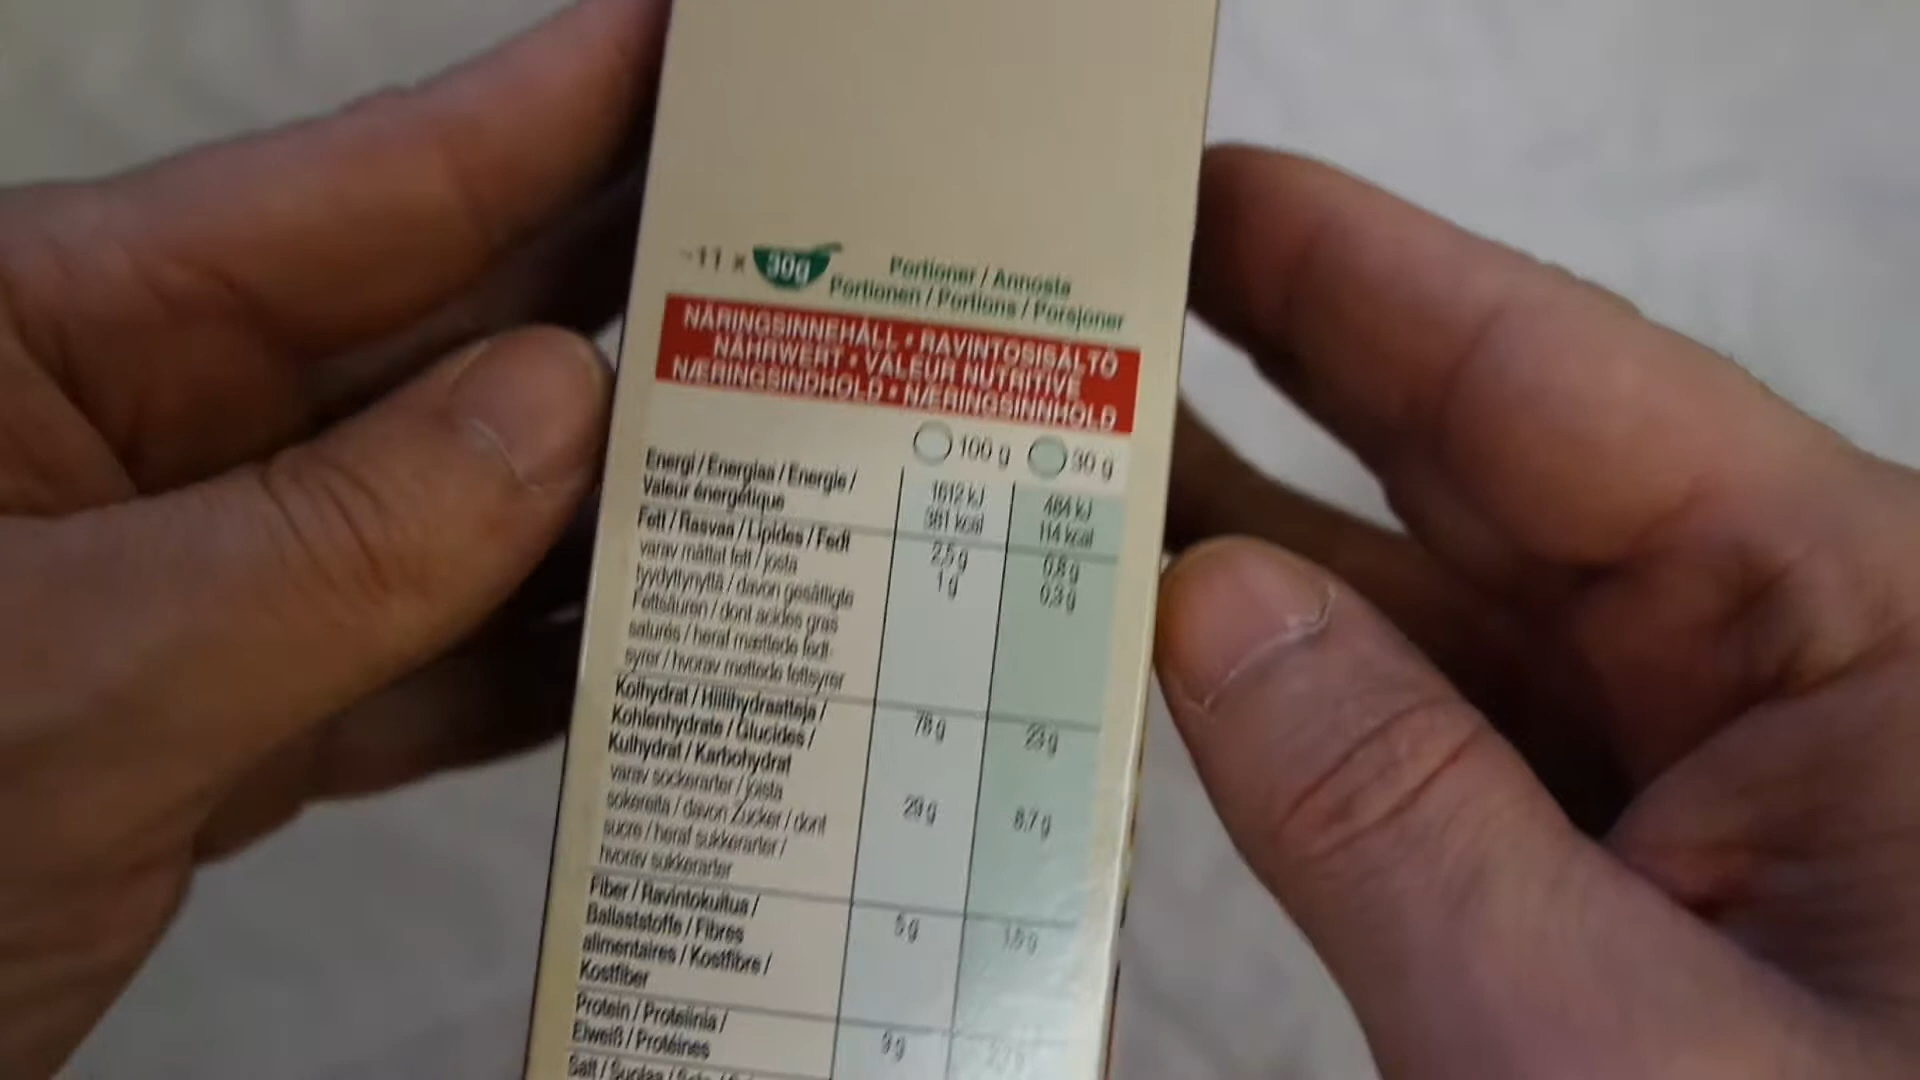 ~11 x 30g
Portioner / Annosta
Portionen / Portions / Porsjoner
NÄRINGSINNEHÅLL • RAVINTOSISÄLTÖ
NÄHRWERT • VALEUR NUTRITIVE
NÆRINGSINDHOLD • NÆRINGSINNHOLD
100 g 30 g
Energi / Energiaa / Energie /
Valeur énergétique
1612 kJ 484 kJ
381 kcal 114 kcal
Fett / Rasvaa / Lipides / Fedt
2,5 g 0,8 g
varav mättat fett / josta
1 g 0,3 g
tyydyttynyttä / davon gesättigte
Fettsäuren / dont acides gras
saturés / heraf mættede fedt-
syrer / hvorav mettede fettsyrer
Kolhydrat / Hiilihydraatteja /
Kohlenhydrate / Glucides /
78 g 23 g
Kulhydrat / Karbohydrat
varav sockerarter / joista
sokereita / davon Zucker / dont
29 g 8,7 g
sucre / heraf sukkerarter /
hvorav sukkerarter
Fiber / Ravintokuitua /
Ballaststoffe / Fibres
5 g 1,5 g
alimentaires / Kostfibre /
Kostfiber
Protein / Proteiinia /
Eiweiß / Protéines
9 g
Salt / Suolaa /